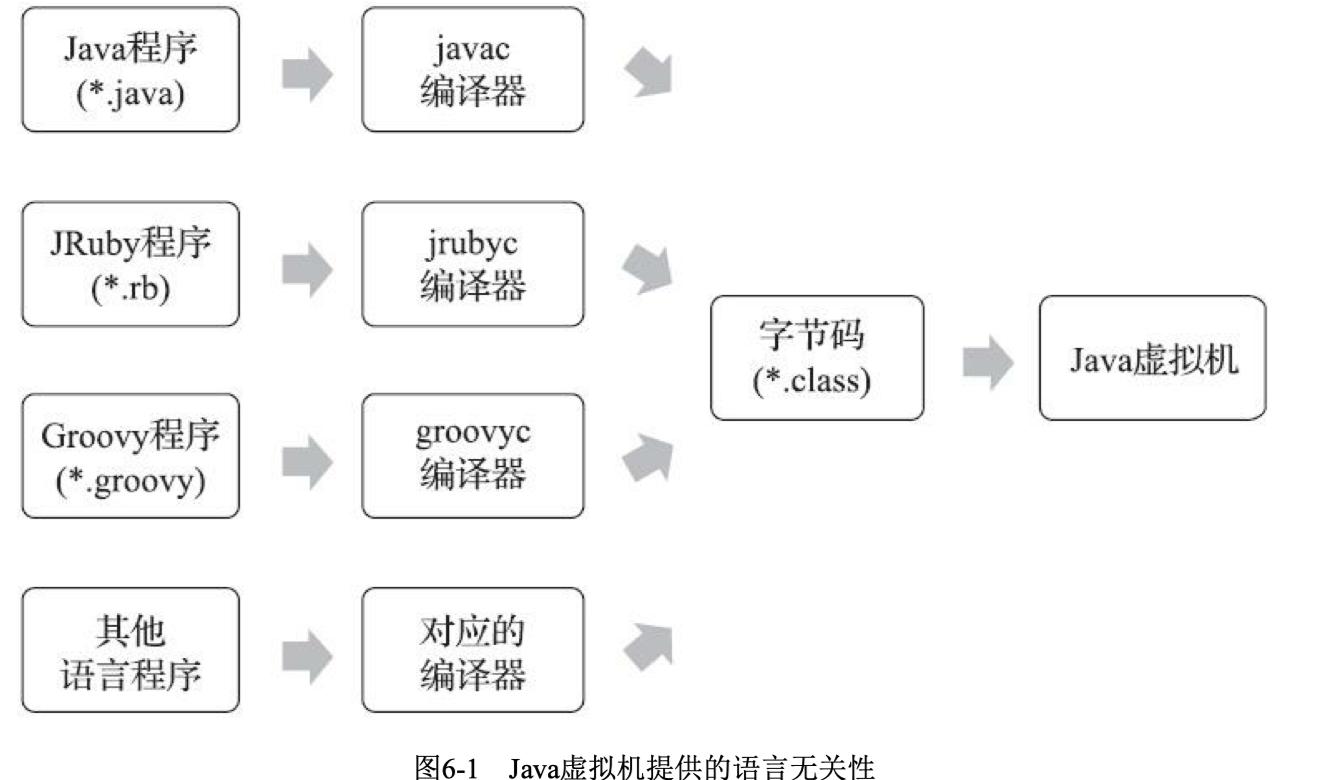 Java程序
(*.java)
javac
编译器
JRuby程序
(*.rb)
jrubyc
编译器
Groovy程序
(*.groovy)
groovyc
编译器
其他
语言程序
对应的
编译器
字节码
(*.class)
Java虚拟机
图6-1 Java虚拟机提供的语言无关性